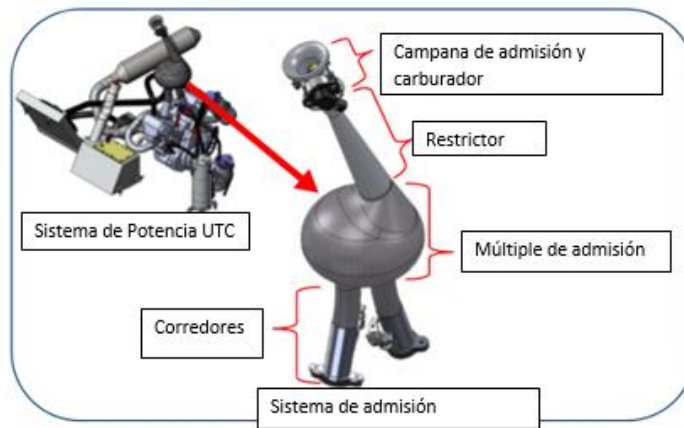 Campana de admisión y
carburador
Restrictor
Sistema de Potencia UTC
Múltiple de admisión
Corredores
Sistema de admisión